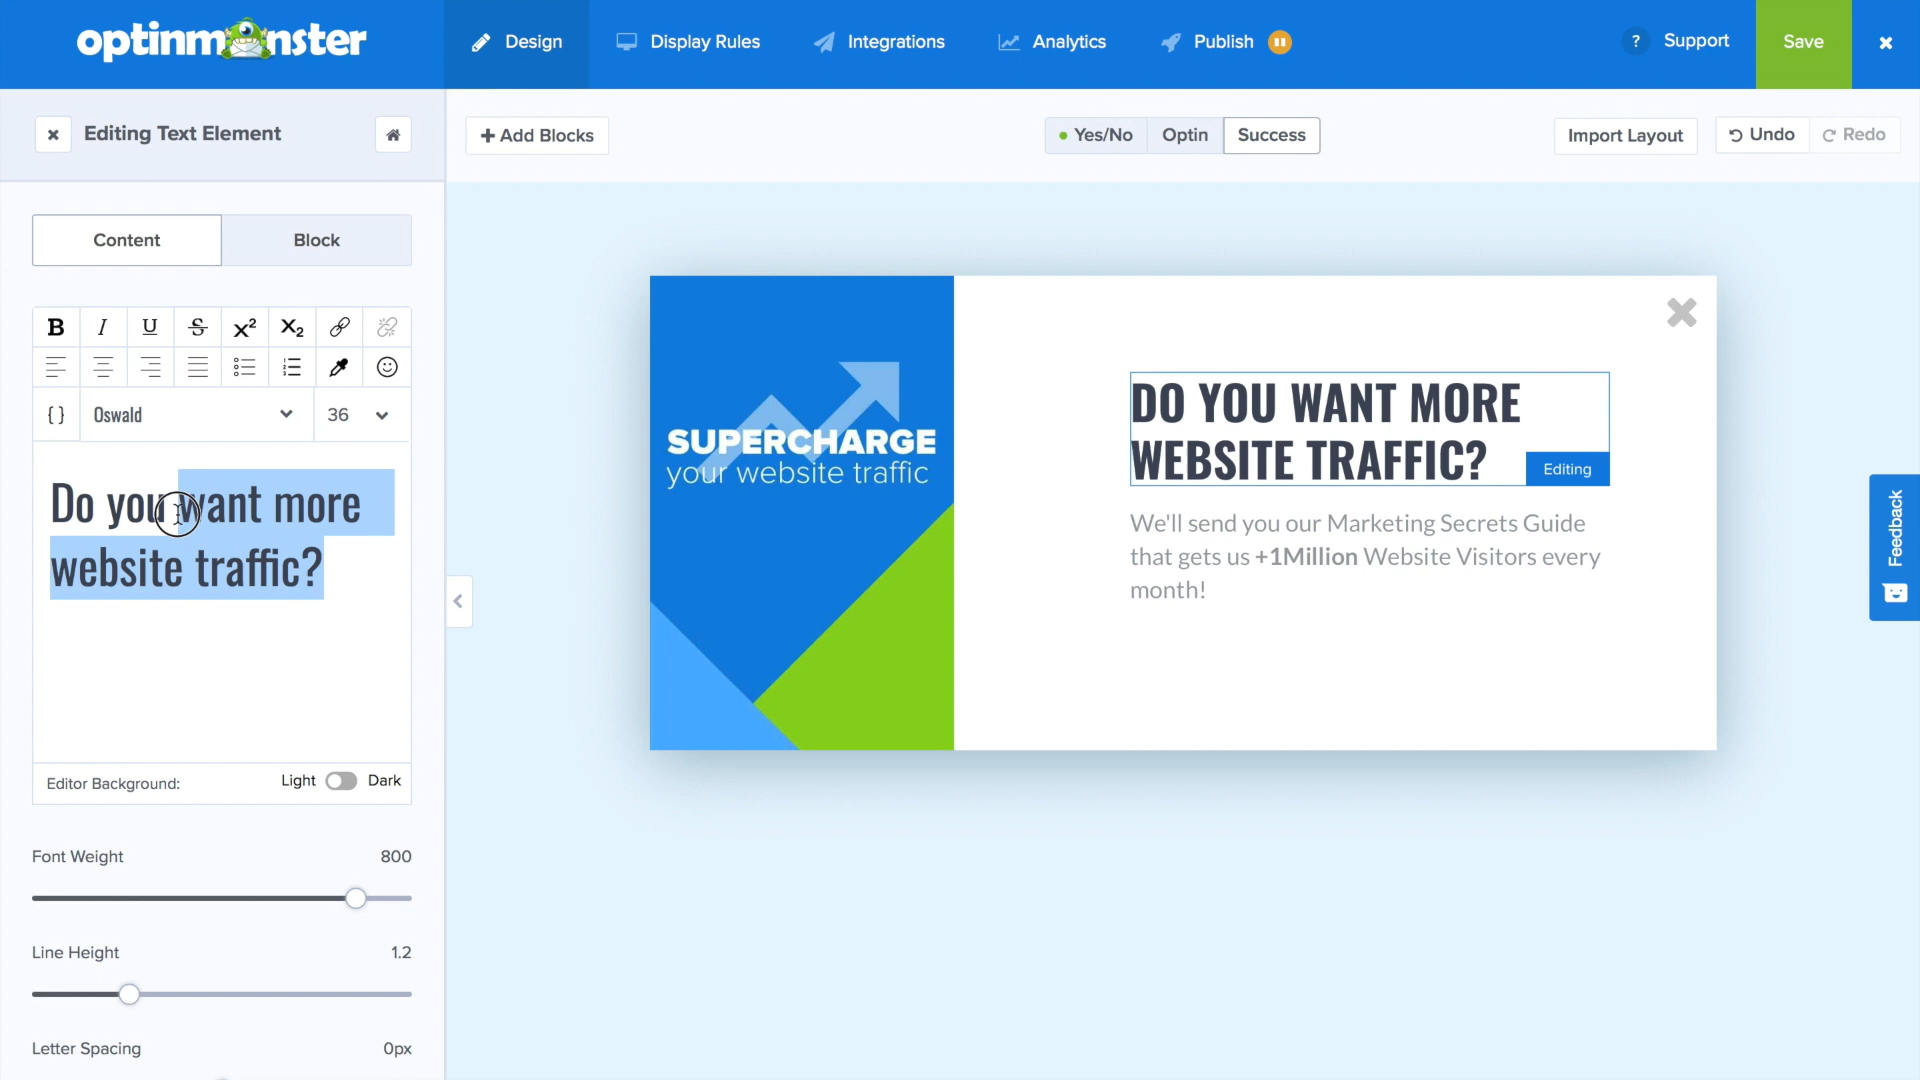 optinmonster
Design
Display Rules
Integrations
Analytics
Publish
? Support
Save
Editing Text Element
+ Add Blocks
Yes/No
Optin
Success
Import Layout
Undo
Redo
Content
Block
B I U S X² X₂
{ } Oswald 36
Do you want more
website traffic?
Editor Background: Light Dark
Font Weight 800
Line Height 1.2
Letter Spacing 0px
SUPERCHARGE
your website traffic
DO YOU WANT MORE
WEBSITE TRAFFIC?
Editing
We'll send you our Marketing Secrets Guide
that gets us +1Million Website Visitors every
month!
Feedback